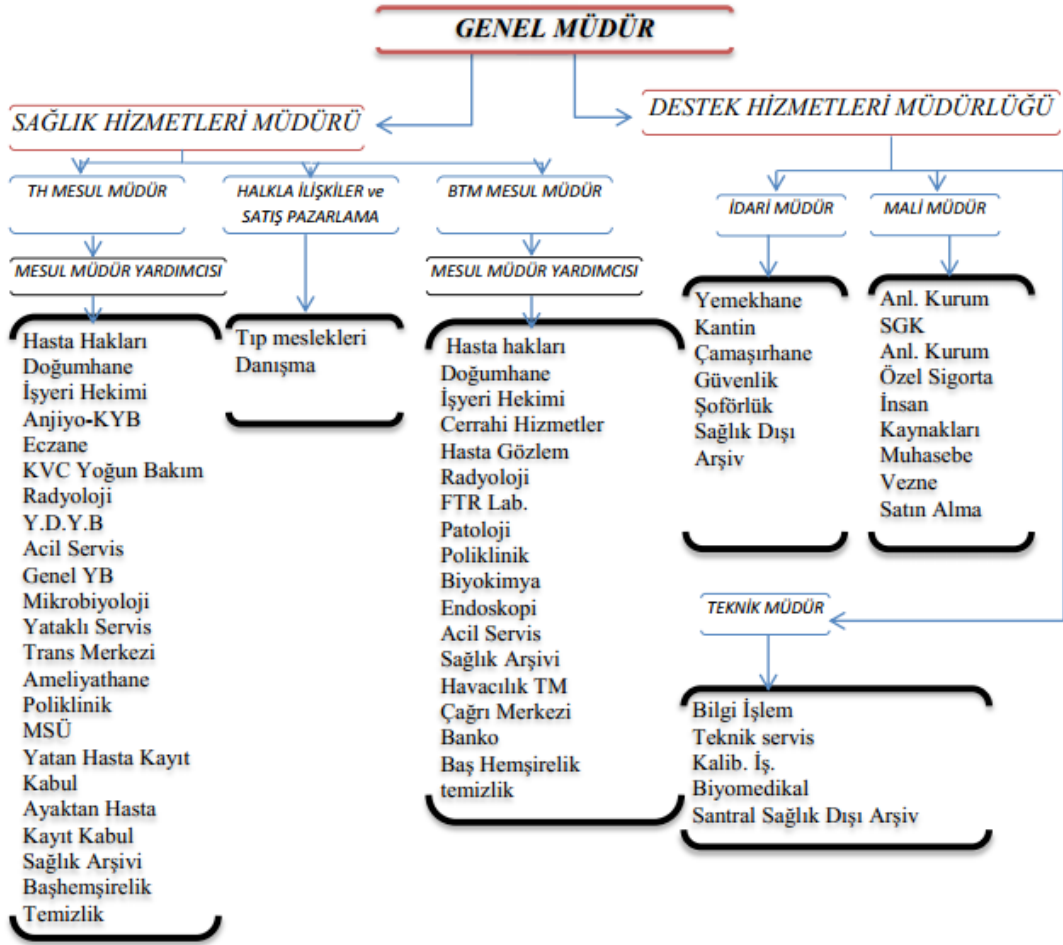 GENEL MÜDÜR
SAĞLIK HİZMETLERİ MÜDÜRÜ
DESTEK HİZMETLERİ MÜDÜRLÜĞÜ
TH MESUL MÜDÜR
HALKLA İLİŞKİLER ve
SATIŞ PAZARLAMA
BTM MESUL MÜDÜR
İDARİ MÜDÜR
MALİ MÜDÜR
MESUL MÜDÜR YARDIMCISI
MESUL MÜDÜR YARDIMCISI
Hasta Hakları
Doğumhane
İşyeri Hekimi
Anjiyo-KYB
Eczane
KVC Yoğun Bakım
Radyoloji
Y.D.Y.B
Acil Servis
Genel YB
Mikrobiyoloji
Yataklı Servis
Trans Merkezi
Ameliyathane
Poliklinik
MSÜ
Yatan Hasta Kayıt
Kabul
Ayaktan Hasta
Kayıt Kabul
Sağlık Arşivi
Başhemşirelik
Temizlik
Tıp meslekleri
Danışma
Hasta hakları
Doğumhane
İşyeri Hekimi
Cerrahi Hizmetler
Hasta Gözlem
Radyoloji
FTR Lab.
Patoloji
Poliklinik
Biyokimya
Endoskopi
Acil Servis
Sağlık Arşivi
Havacılık TM
Çağrı Merkezi
Banko
Baş Hemşirelik
temizlik
Yemekhane
Kantin
Çamaşırhane
Güvenlik
Şoförlük
Sağlık Dışı
Arşiv
Anl. Kurum
SGK
Anl. Kurum
Özel Sigorta
İnsan
Kaynakları
Muhasebe
Vezne
Satın Alma
TEKNİK MÜDÜR
Bilgi İşlem
Teknik servis
Kalib. İş.
Biyomedikal
Santral Sağlık Dışı Arşiv